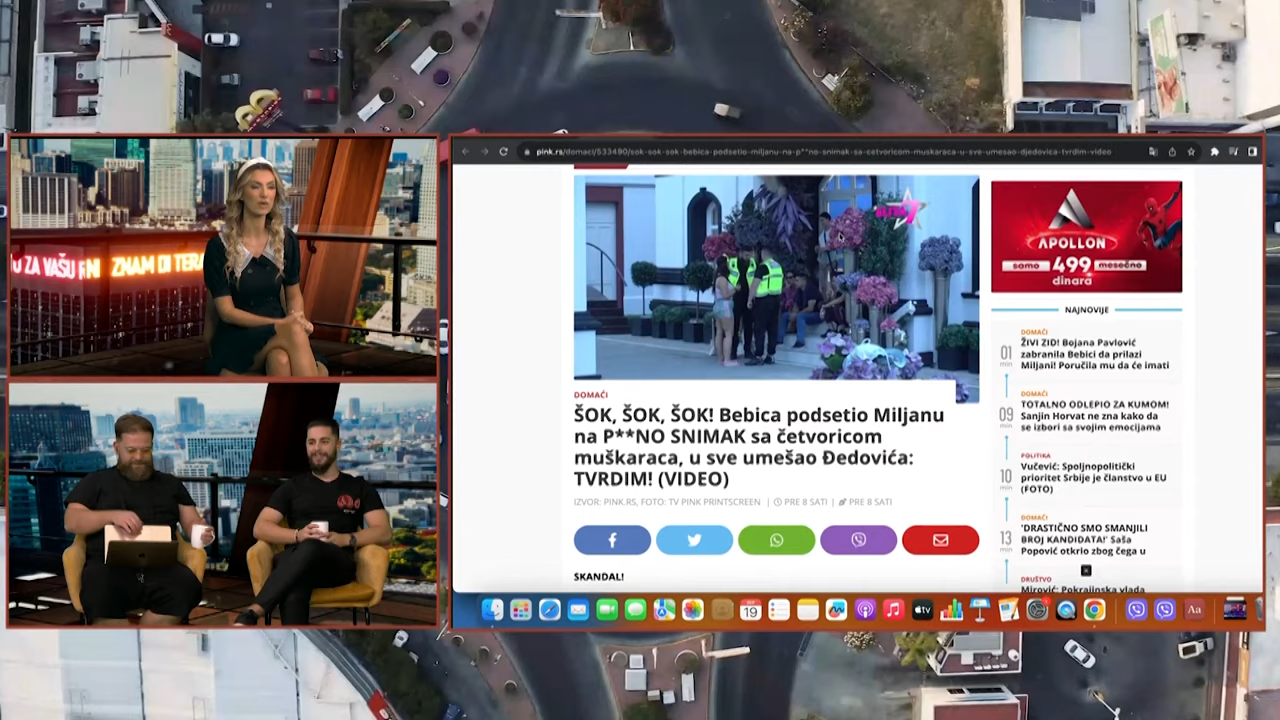 U ZA VAŠU
ZNAM DI TERA
pink.rs/domaci/533490/sok-sok-sok-bebica-podsetio-miljanu-na-p**no-snimak-sa-cetvoricom-muskaraca-u-sve-umesao-djedovica-tvrdim-video
DOMAĆI
ŠOK, ŠOK, ŠOK! Bebica podsetio Miljanu
na P**NO SNIMAK sa četvoricom
muškaraca, u sve umešao Đedovića:
TVRDIM! (VIDEO)
IZVOR: PINK.RS, FOTO: TV PINK PRINTSCREEN | PRE 8 SATI | PRE 8 SATI
SKANDAL!
APOLLON
samo 499 mesečno
dinara
NAJNOVIJE
01
min
DOMAĆI
ŽIVI ZID! Bojana Pavlović
zabranila Bebici da prilazi
Miljani! Poručila mu da će imati
09
min
DOMAĆI
TOTALNO ODLEPIO ZA KUMOM!
Sanjin Horvat ne zna kako da
se izbori sa svojim emocijama
10
min
POLITIKA
Vučević: Spoljnopolitički
prioritet Srbije je članstvo u EU
(FOTO)
13
min
DOMAĆI
'DRASTIČNO SMO SMANJILI
BROJ KANDIDATA!' Saša
Popović otkrio zbog čega u
DRUŠTVO
Mirović: Pokrajinska vlada
19
tv
Aa